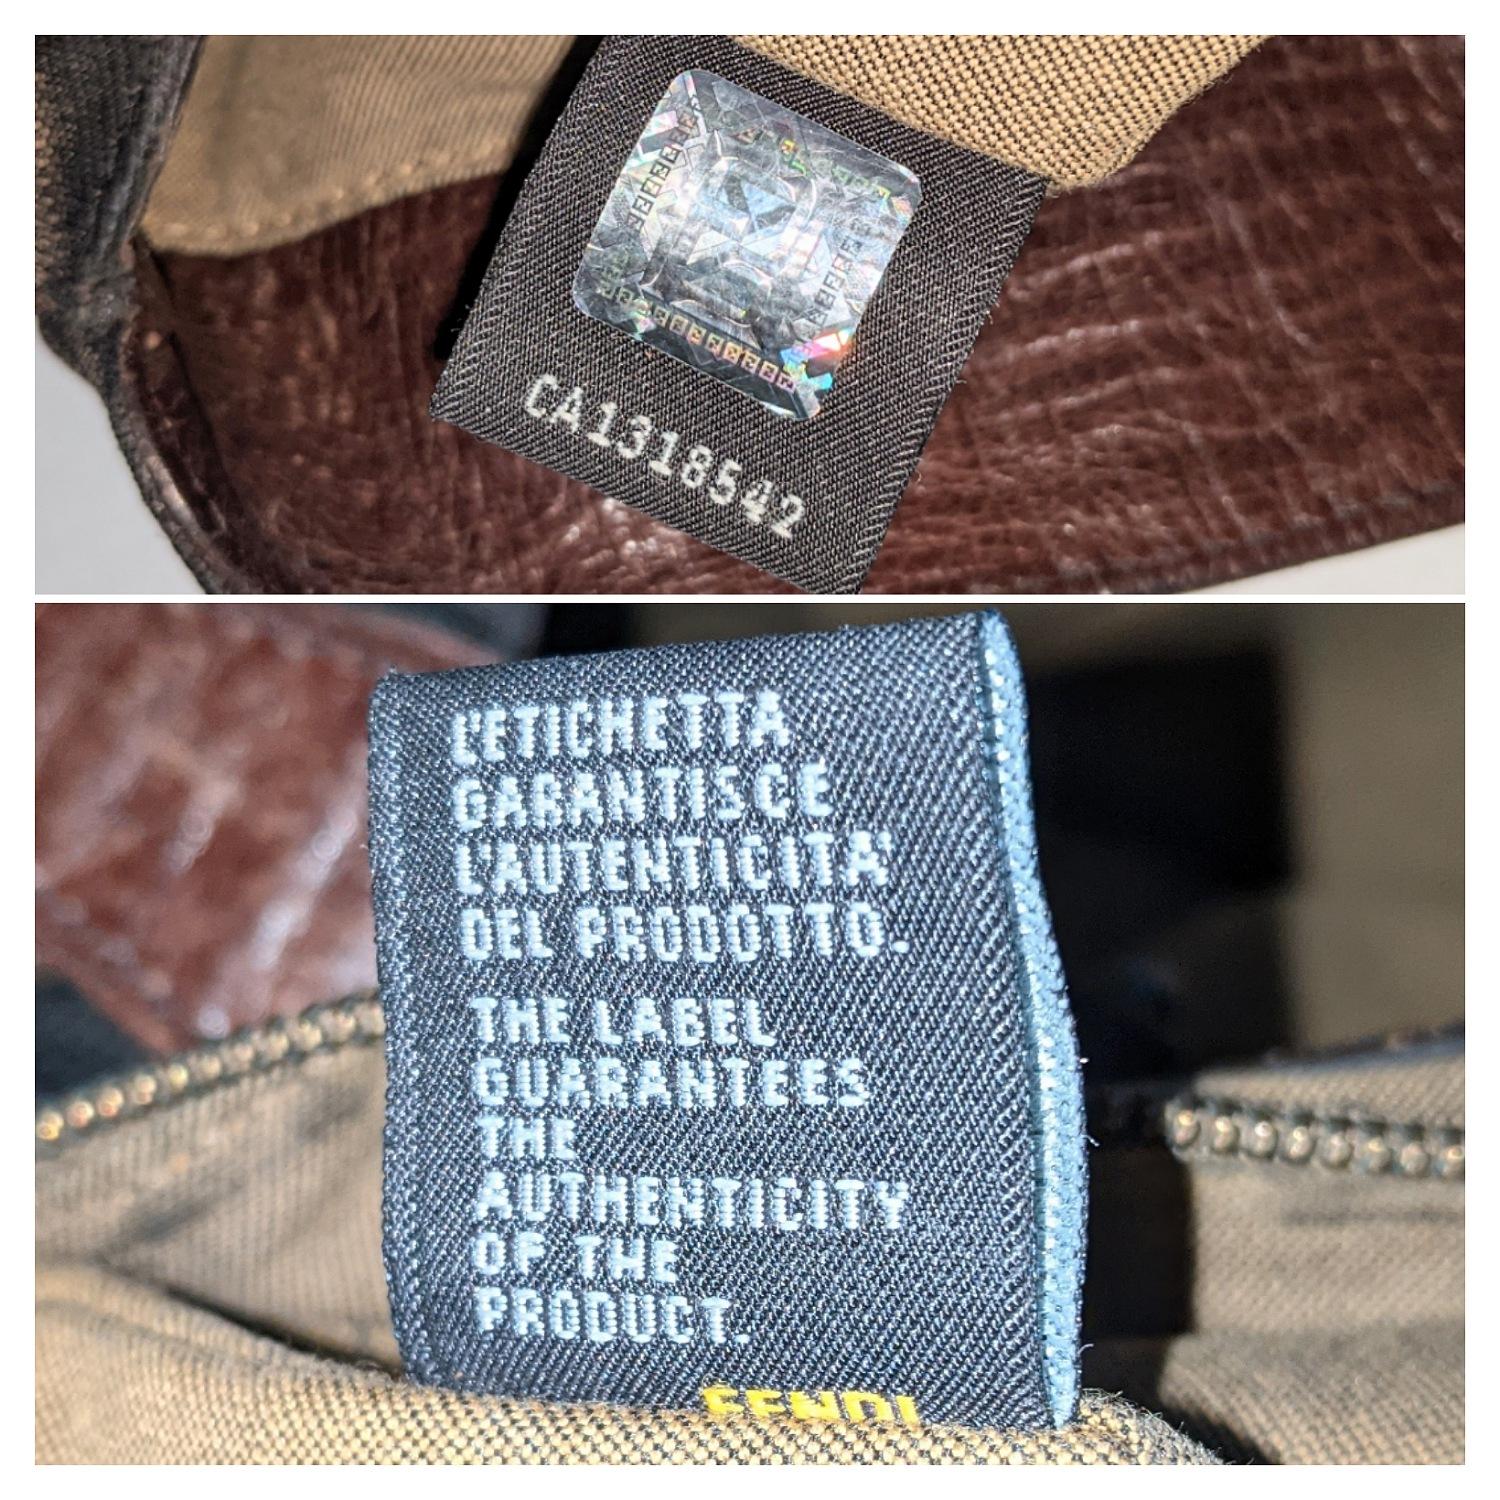 CA1318542
L'ETICHETTA
GARANTISCE
L'AUTENTICITA'
DEL PRODOTTO.
THE LABEL
GUARANTEES
THE
AUTHENTICITY
OF THE
PRODUCT.
FENDI